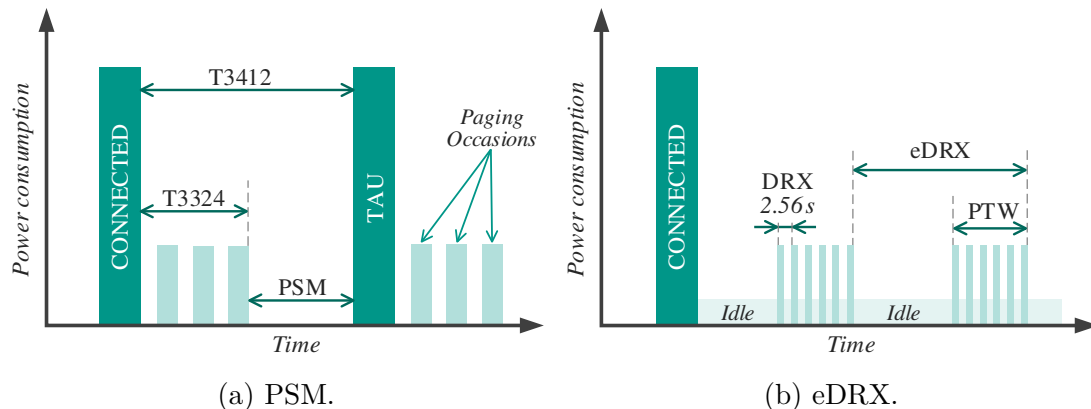 Power consumption
CONNECTED
T3412
T3324
PSM
TAU
Paging
Occasions
Time
(a) PSM.
Power consumption
CONNECTED
DRX
2.56s
eDRX
PTW
Idle
Idle
Time
(b) eDRX.